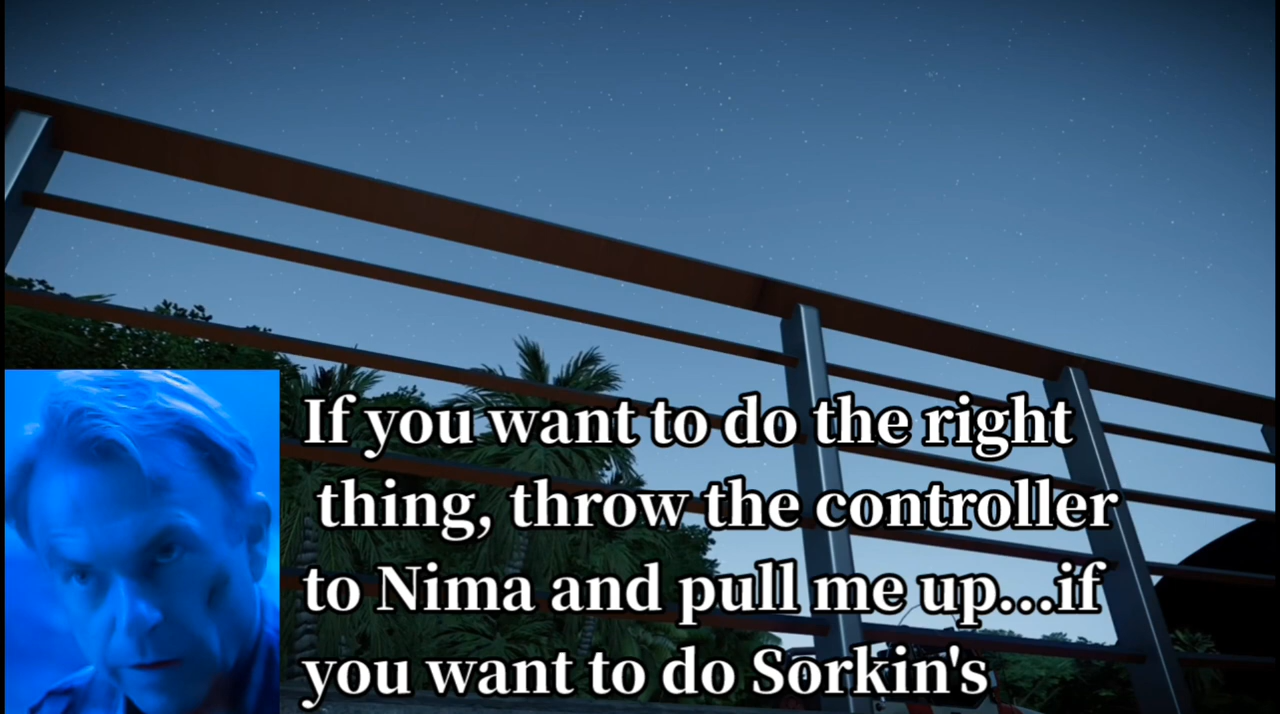 If you want to do the right
thing, throw the controller
to Nima and pull me up...if
you want to do Sorkin's